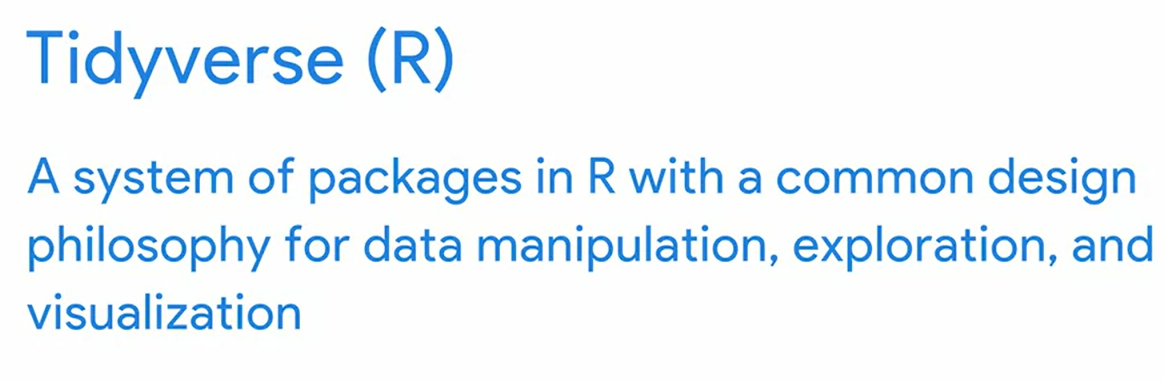 Tidyverse (R)
A system of packages in R with a common design
philosophy for data manipulation, exploration, and
visualization